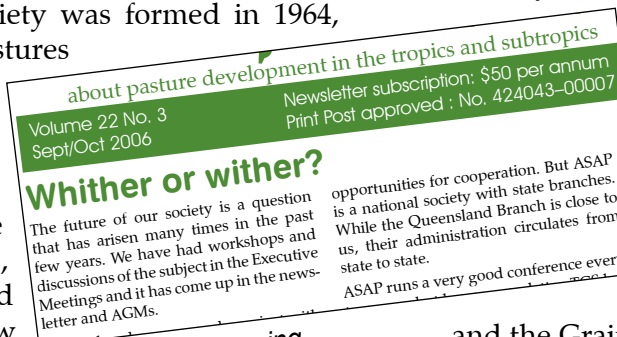 iety was formed in 1964,
stures
about pasture development in the tropics and subtropics
Volume 22 No. 3
Sept/Oct 2006
Newsletter subscription: $50 per annum
Print Post approved : No. 424043–00007
Whither or wither?
The future of our society is a question
that has arisen many times in the past
few years. We have had workshops and
discussions of the subject in the Executive
Meetings and it has come up in the news-
letter and AGMs.
opportunities for cooperation. But ASAP
is a national society with state branches.
While the Queensland Branch is close to
us, their administration circulates from
state to state.
ASAP runs a very good conference ever
and the Grai